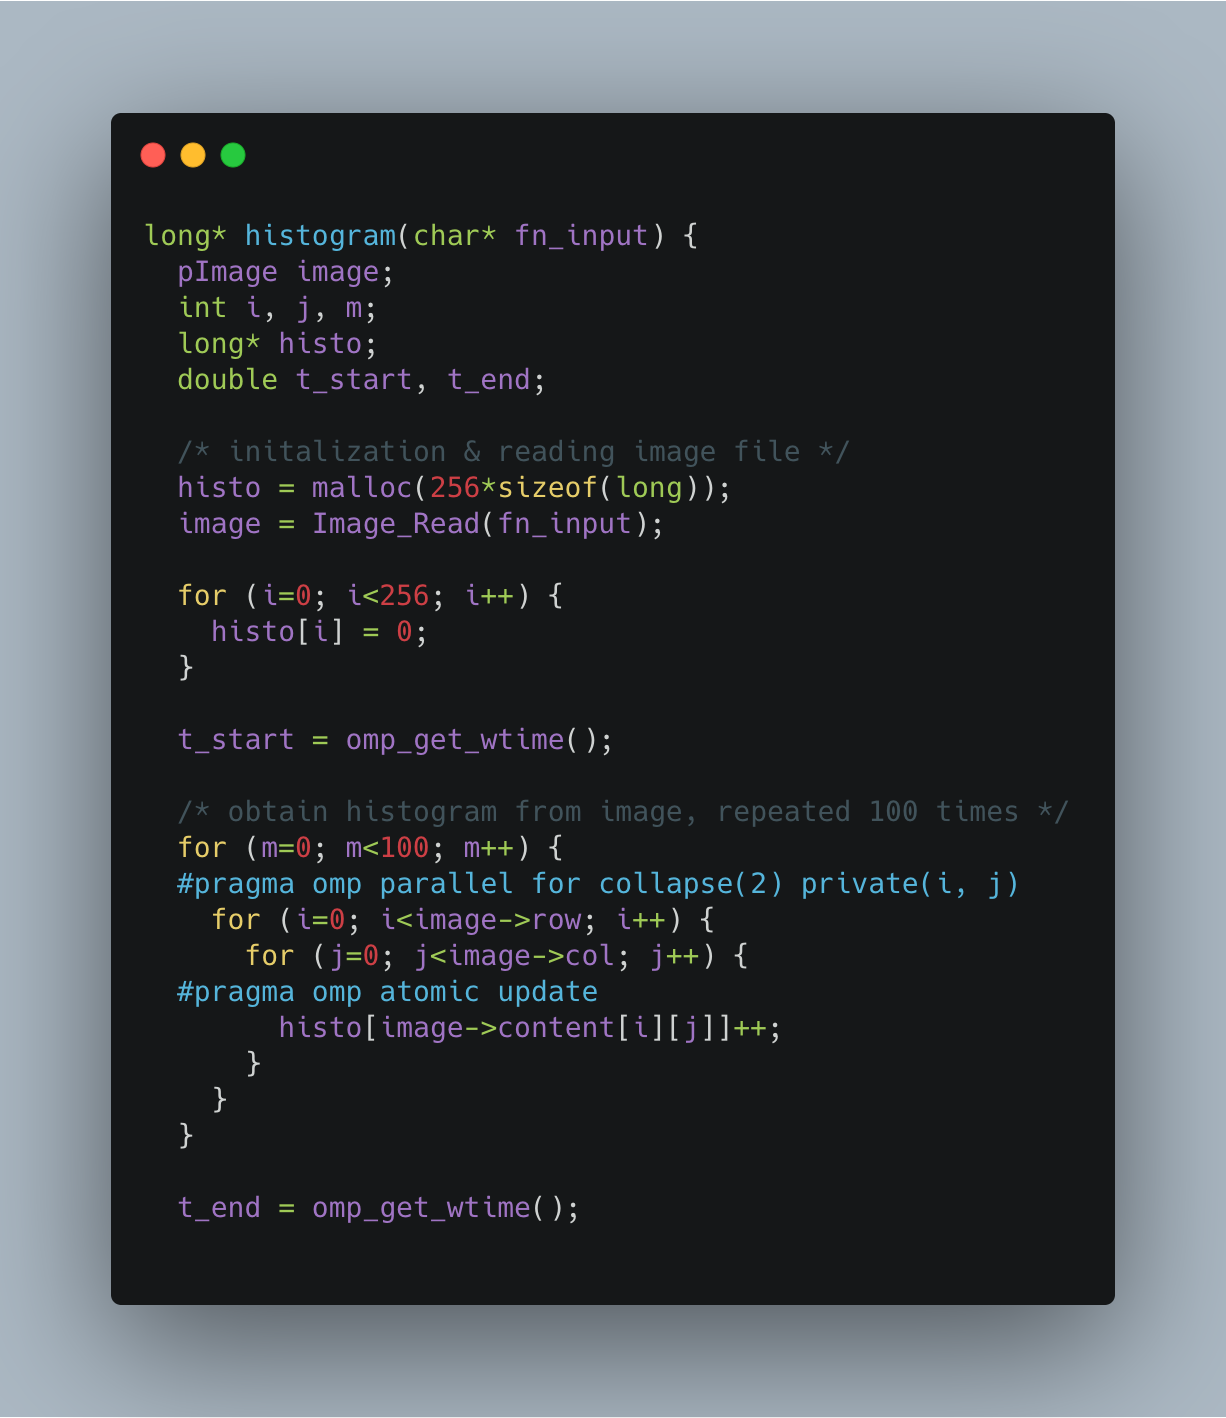 long* histogram(char* fn_input) {
  pImage image;
  int i, j, m;
  long* histo;
  double t_start, t_end;

  /* initalization & reading image file */
  histo = malloc(256*sizeof(long));
  image = Image_Read(fn_input);

  for (i=0; i<256; i++) {
    histo[i] = 0;
  }

  t_start = omp_get_wtime();

  /* obtain histogram from image, repeated 100 times */
  for (m=0; m<100; m++) {
  #pragma omp parallel for collapse(2) private(i, j)
    for (i=0; i<image->row; i++) {
      for (j=0; j<image->col; j++) {
  #pragma omp atomic update
        histo[image->content[i][j]]++;
      }
    }
  }

  t_end = omp_get_wtime();